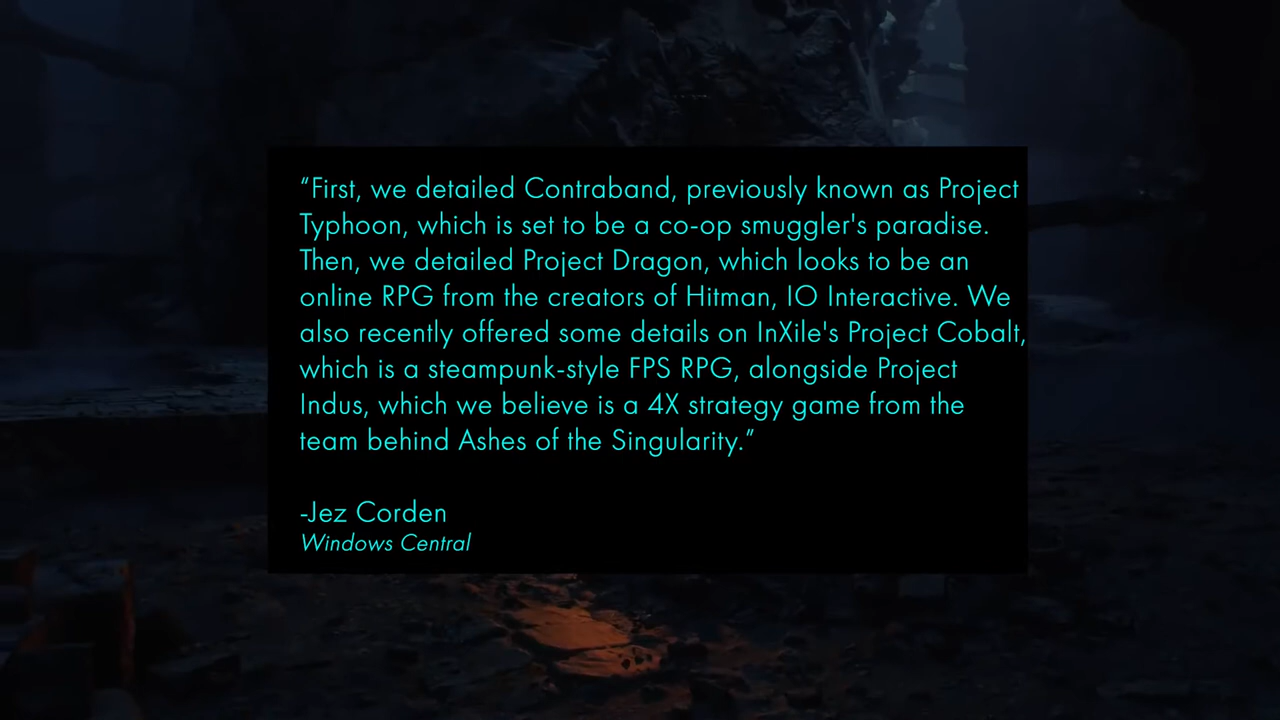 “First, we detailed Contraband, previously known as Project
Typhoon, which is set to be a co-op smuggler's paradise.
Then, we detailed Project Dragon, which looks to be an
online RPG from the creators of Hitman, IO Interactive. We
also recently offered some details on InXile's Project Cobalt,
which is a steampunk-style FPS RPG, alongside Project
Indus, which we believe is a 4X strategy game from the
team behind Ashes of the Singularity.”
-Jez Corden
Windows Central